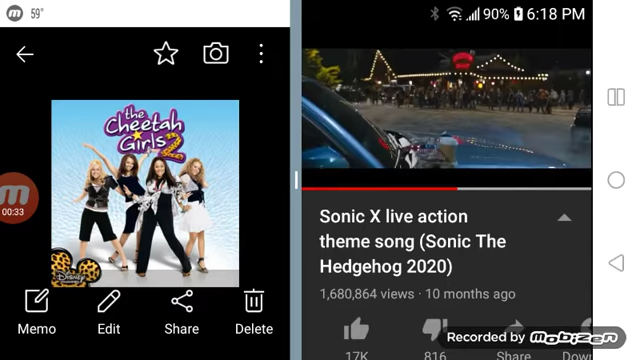 59°
90% 6:18 PM
the
Cheetah
Girls
2
Disney
00:33
Memo Edit Share Delete
Sonic X live action
theme song (Sonic The
Hedgehog 2020)
1,680,864 views · 10 months ago
17K 816 Share Down
Recorded by mobizen